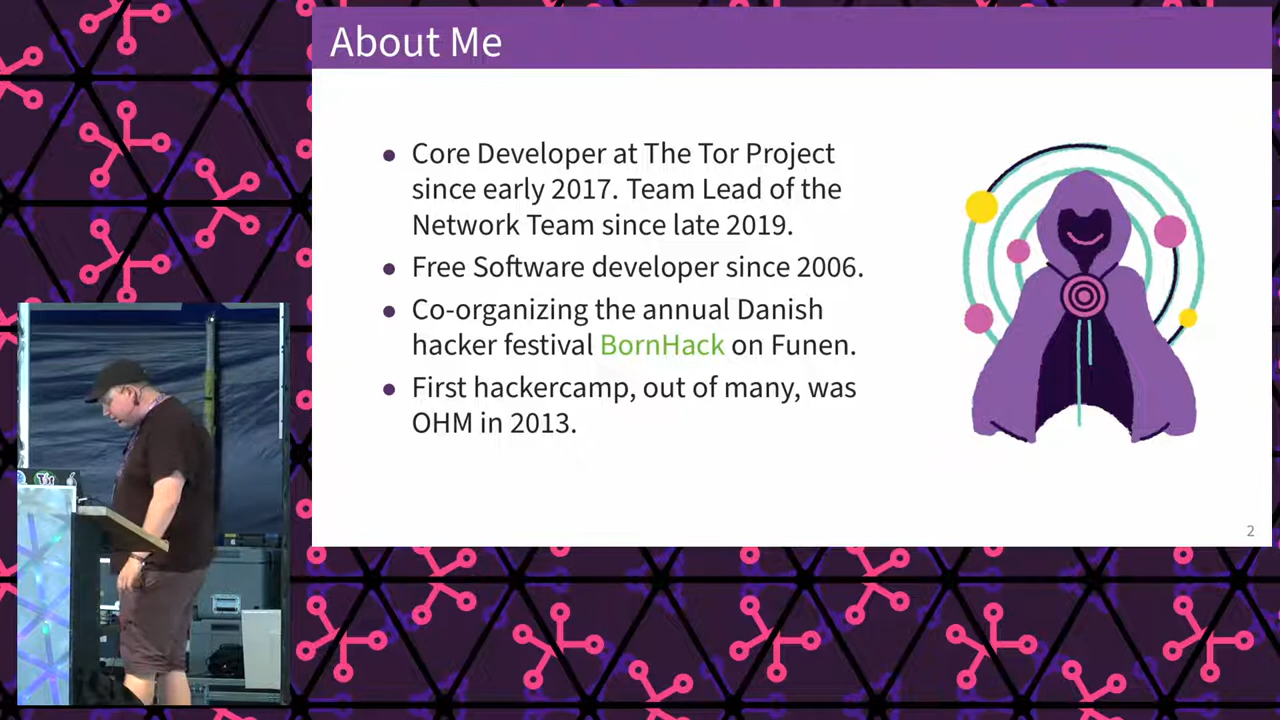 About Me
• Core Developer at The Tor Project
since early 2017. Team Lead of the
Network Team since late 2019.
• Free Software developer since 2006.
• Co-organizing the annual Danish
hacker festival BornHack on Funen.
• First hackercamp, out of many, was
OHM in 2013.
2